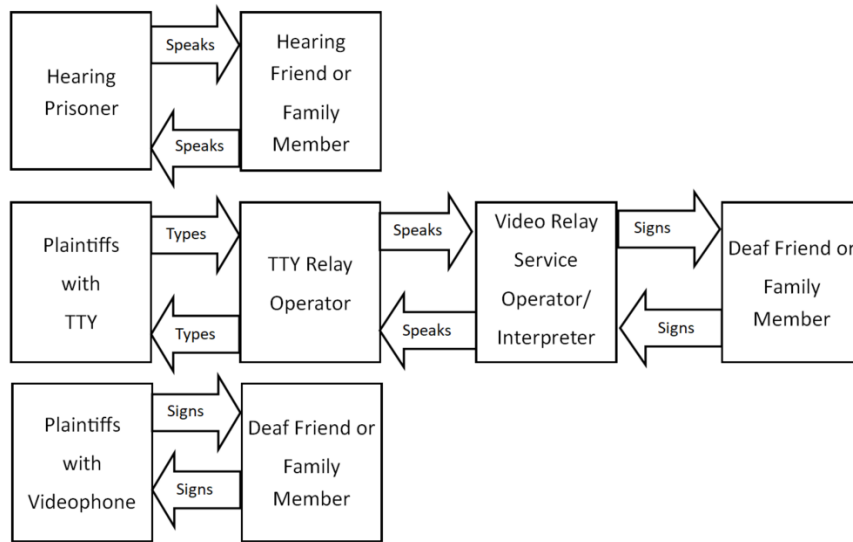 Hearing
Prisoner
Speaks
Speaks
Hearing
Friend or
Family
Member
Plaintiffs
with
TTY
Types
Types
TTY Relay
Operator
Speaks
Speaks
Video Relay
Service
Operator/
Interpreter
Signs
Signs
Deaf Friend or
Family
Member
Plaintiffs
with
Videophone
Signs
Signs
Deaf Friend or
Family
Member